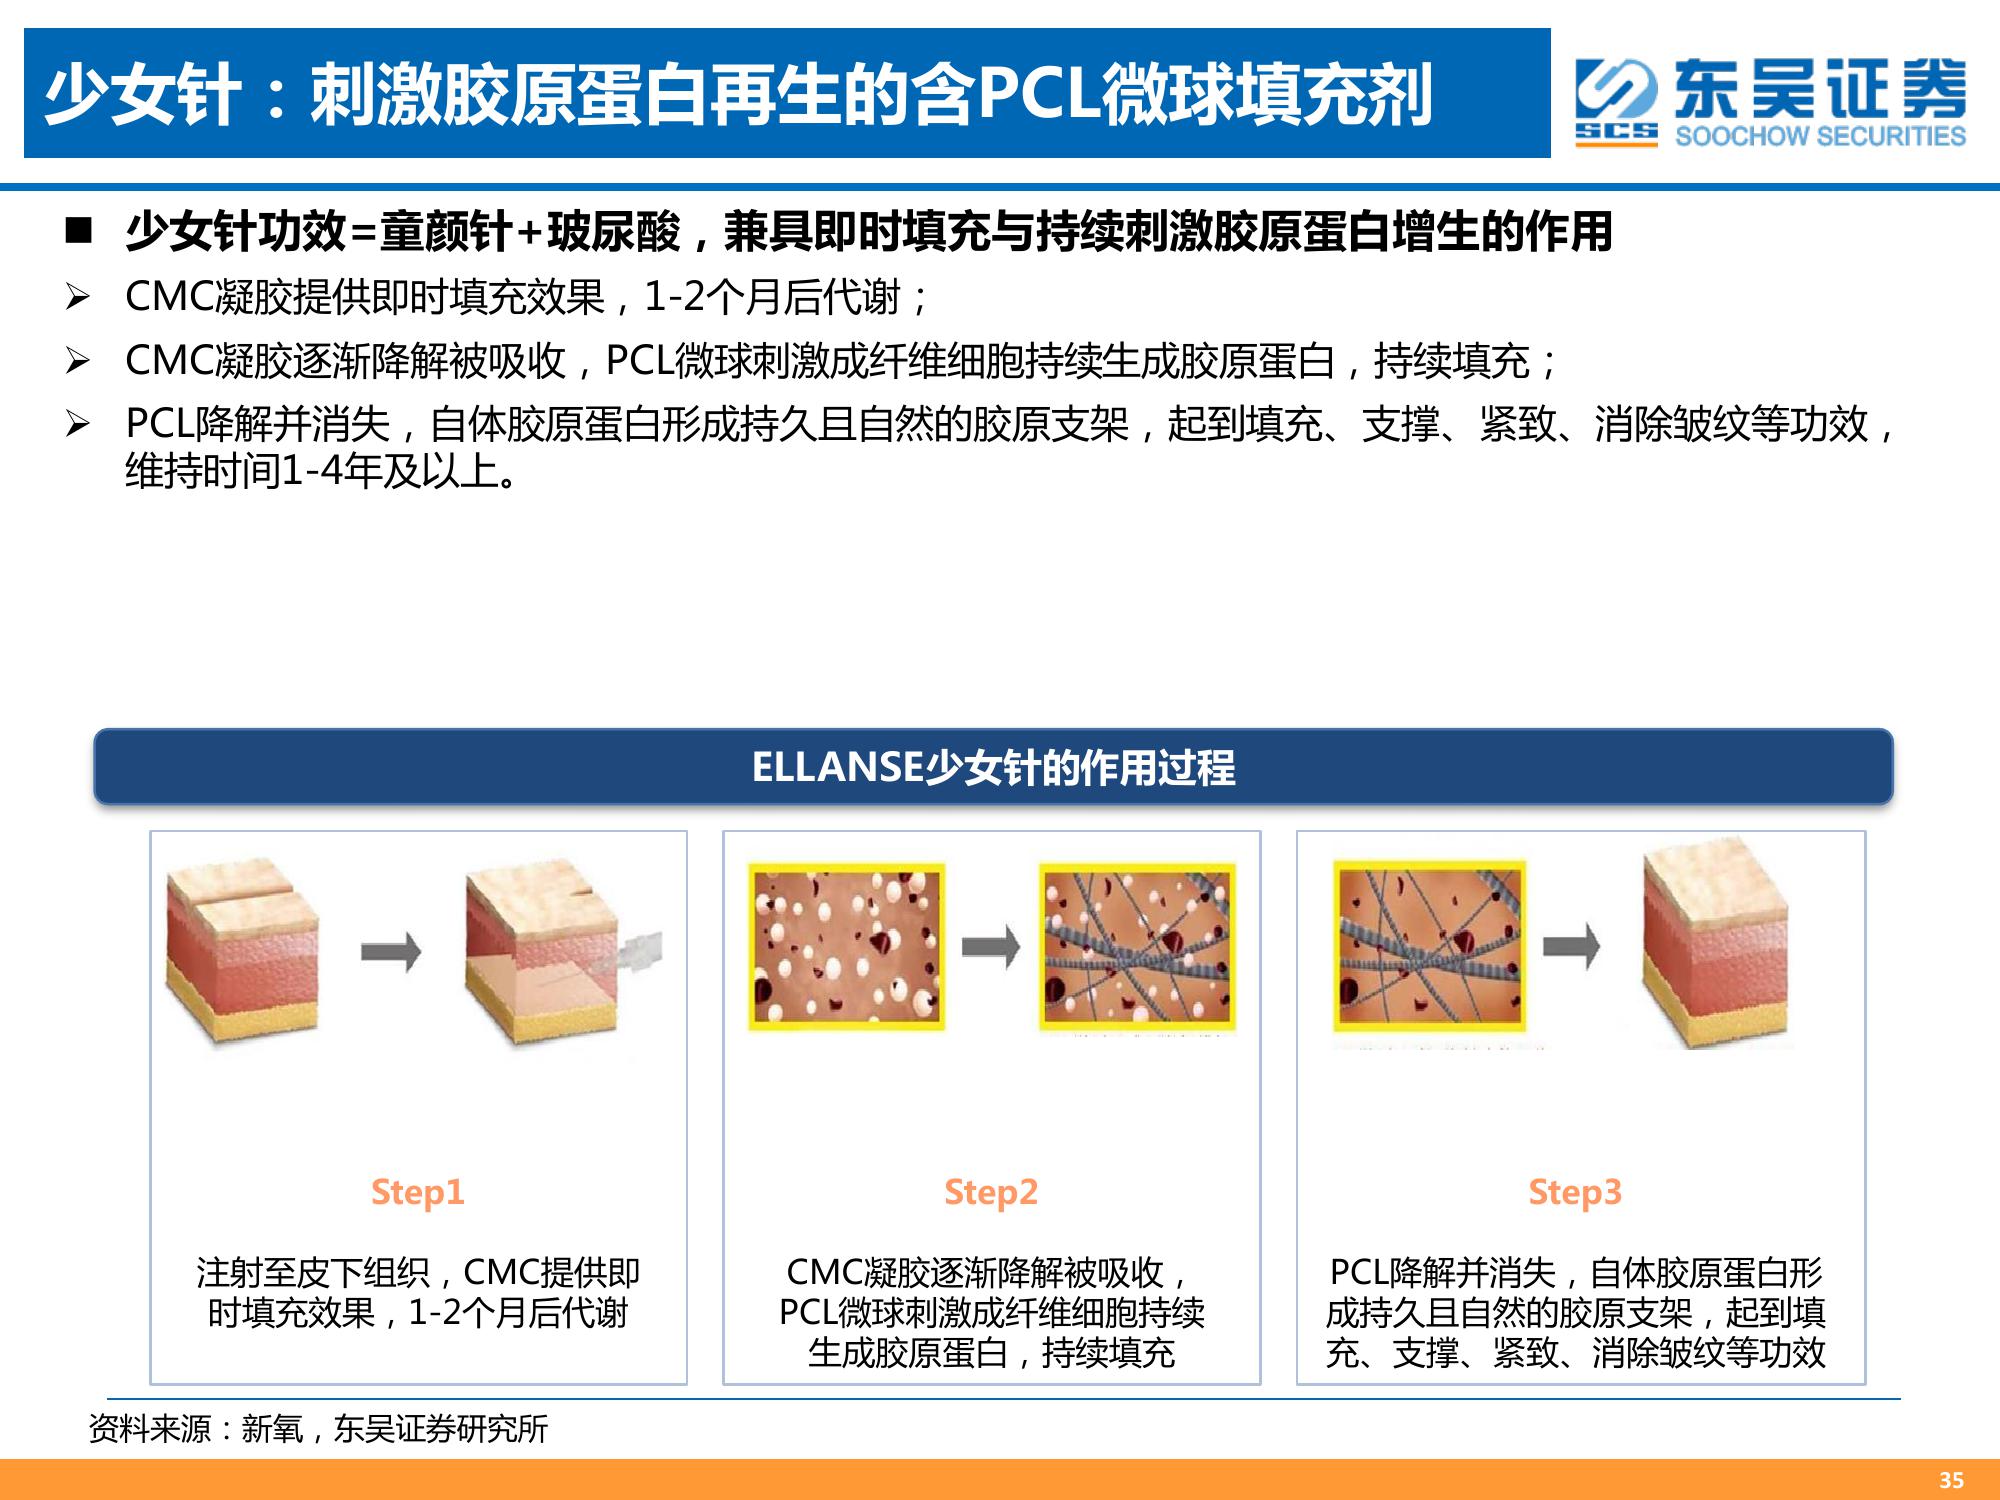 少女针：刺激胶原蛋白再生的含PCL微球填充剂
SCS
东吴证券
SOOCHOW SECURITIES
■ 少女针功效=童颜针+玻尿酸，兼具即时填充与持续刺激胶原蛋白增生的作用
➢ CMC凝胶提供即时填充效果，1-2个月后代谢；
➢ CMC凝胶逐渐降解被吸收，PCL微球刺激成纤维细胞持续生成胶原蛋白，持续填充；
➢ PCL降解并消失，自体胶原蛋白形成持久且自然的胶原支架，起到填充、支撑、紧致、消除皱纹等功效，
维持时间1-4年及以上。
ELLANSE少女针的作用过程
Step1
注射至皮下组织，CMC提供即
时填充效果，1-2个月后代谢
Step2
CMC凝胶逐渐降解被吸收，
PCL微球刺激成纤维细胞持续
生成胶原蛋白，持续填充
Step3
PCL降解并消失，自体胶原蛋白形
成持久且自然的胶原支架，起到填
充、支撑、紧致、消除皱纹等功效
资料来源：新氧，东吴证券研究所
35